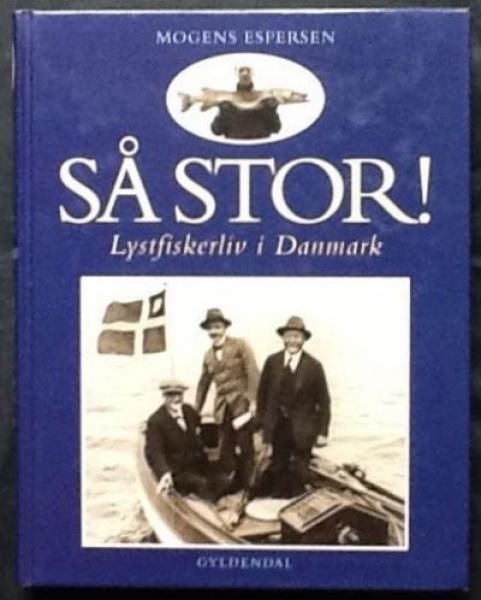 MOGENS ESPERSEN
SÅ STOR!
Lystfiskerliv i Danmark
GYLDENDAL